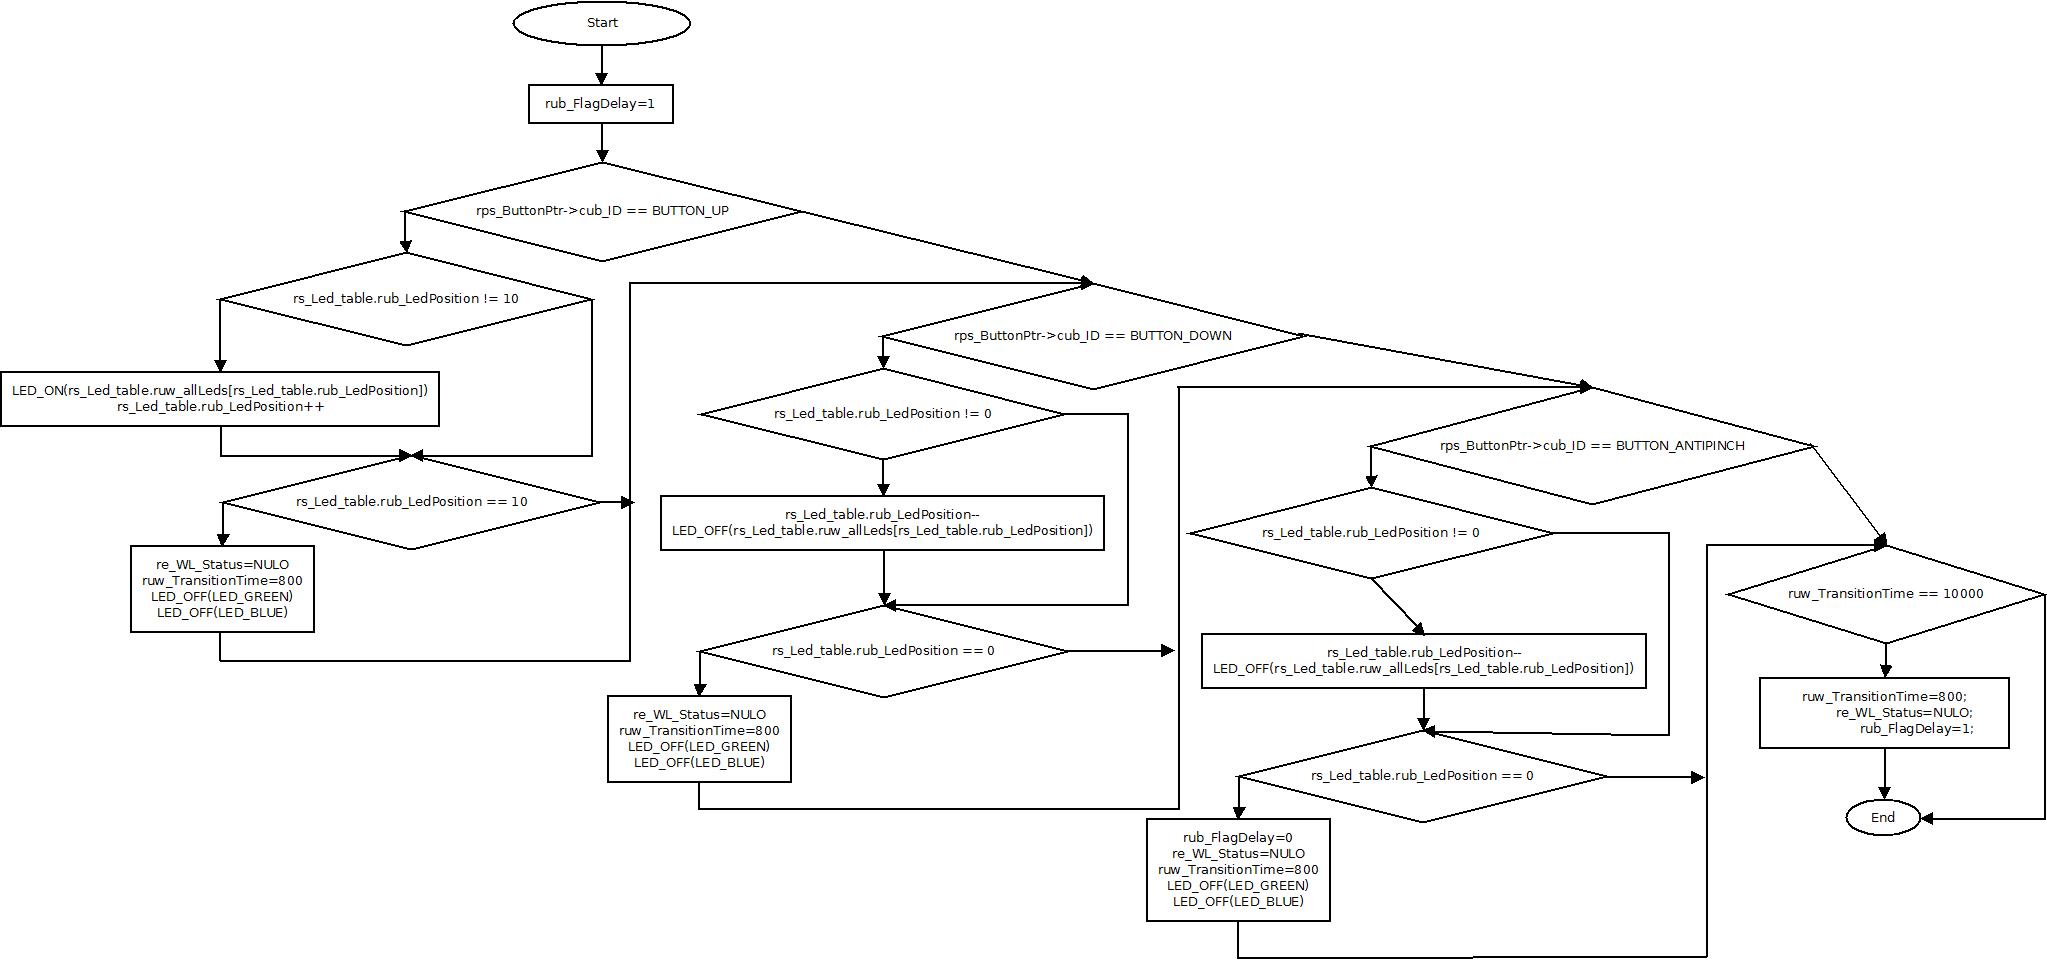 Start
rub_FlagDelay=1
rps_ButtonPtr->cub_ID == BUTTON_UP
rs_Led_table.rub_LedPosition != 10
LED_ON(rs_Led_table.ruw_allLeds[rs_Led_table.rub_LedPosition])
rs_Led_table.rub_LedPosition++
rs_Led_table.rub_LedPosition == 10
re_WL_Status=NULO
ruw_TransitionTime=800
LED_OFF(LED_GREEN)
LED_OFF(LED_BLUE)
rps_ButtonPtr->cub_ID == BUTTON_DOWN
rs_Led_table.rub_LedPosition != 0
rs_Led_table.rub_LedPosition--
LED_OFF(rs_Led_table.ruw_allLeds[rs_Led_table.rub_LedPosition])
rs_Led_table.rub_LedPosition == 0
re_WL_Status=NULO
ruw_TransitionTime=800
LED_OFF(LED_GREEN)
LED_OFF(LED_BLUE)
rps_ButtonPtr->cub_ID == BUTTON_ANTIPINCH
rs_Led_table.rub_LedPosition != 0
rs_Led_table.rub_LedPosition--
LED_OFF(rs_Led_table.ruw_allLeds[rs_Led_table.rub_LedPosition])
rs_Led_table.rub_LedPosition == 0
rub_FlagDelay=0
re_WL_Status=NULO
ruw_TransitionTime=800
LED_OFF(LED_GREEN)
LED_OFF(LED_BLUE)
ruw_TransitionTime == 10000
ruw_TransitionTime=800;
re_WL_Status=NULO;
rub_FlagDelay=1;
End